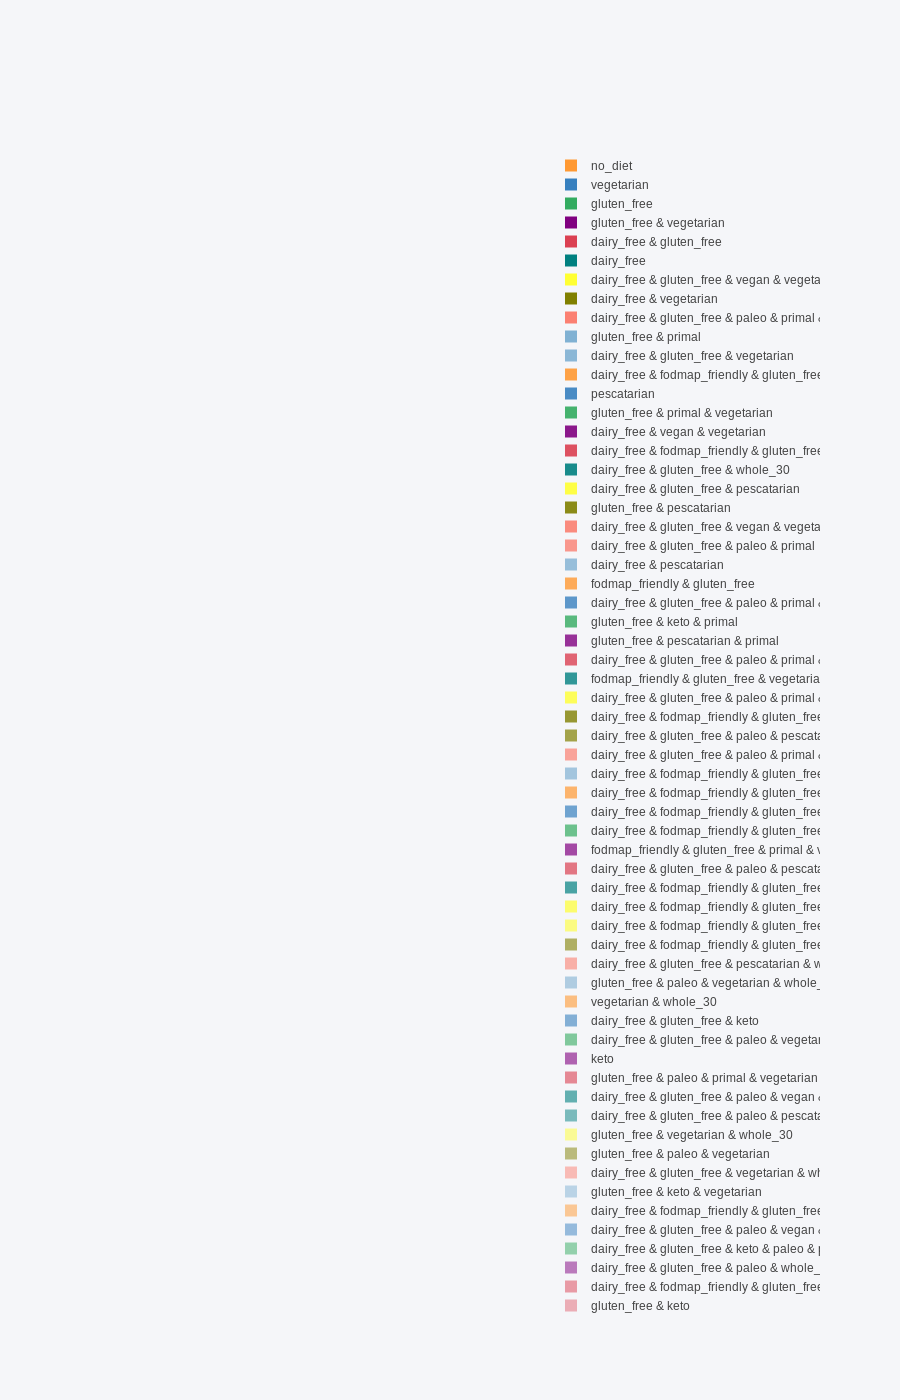 no_diet
vegetarian
gluten_free
gluten_free & vegetarian
dairy_free & gluten_free
dairy_free
dairy_free & gluten_free & vegan & vegeta
dairy_free & vegetarian
dairy_free & gluten_free & paleo & primal &
gluten_free & primal
dairy_free & gluten_free & vegetarian
dairy_free & fodmap_friendly & gluten_free
pescatarian
gluten_free & primal & vegetarian
dairy_free & vegan & vegetarian
dairy_free & fodmap_friendly & gluten_free
dairy_free & gluten_free & whole_30
dairy_free & gluten_free & pescatarian
gluten_free & pescatarian
dairy_free & gluten_free & vegan & vegeta
dairy_free & gluten_free & paleo & primal
dairy_free & pescatarian
fodmap_friendly & gluten_free
dairy_free & gluten_free & paleo & primal &
gluten_free & keto & primal
gluten_free & pescatarian & primal
dairy_free & gluten_free & paleo & primal &
fodmap_friendly & gluten_free & vegetaria
dairy_free & gluten_free & paleo & primal &
dairy_free & fodmap_friendly & gluten_free
dairy_free & gluten_free & paleo & pescata
dairy_free & gluten_free & paleo & primal &
dairy_free & fodmap_friendly & gluten_free
dairy_free & fodmap_friendly & gluten_free
dairy_free & fodmap_friendly & gluten_free
dairy_free & fodmap_friendly & gluten_free
fodmap_friendly & gluten_free & primal & v
dairy_free & gluten_free & paleo & pescata
dairy_free & fodmap_friendly & gluten_free
dairy_free & fodmap_friendly & gluten_free
dairy_free & fodmap_friendly & gluten_free
dairy_free & fodmap_friendly & gluten_free
dairy_free & gluten_free & pescatarian & w
gluten_free & paleo & vegetarian & whole_
vegetarian & whole_30
dairy_free & gluten_free & keto
dairy_free & gluten_free & paleo & vegetar
keto
gluten_free & paleo & primal & vegetarian
dairy_free & gluten_free & paleo & vegan &
dairy_free & gluten_free & paleo & pescata
gluten_free & vegetarian & whole_30
gluten_free & paleo & vegetarian
dairy_free & gluten_free & vegetarian & wh
gluten_free & keto & vegetarian
dairy_free & fodmap_friendly & gluten_free
dairy_free & gluten_free & paleo & vegan &
dairy_free & gluten_free & keto & paleo & p
dairy_free & gluten_free & paleo & whole_
dairy_free & fodmap_friendly & gluten_free
gluten_free & keto